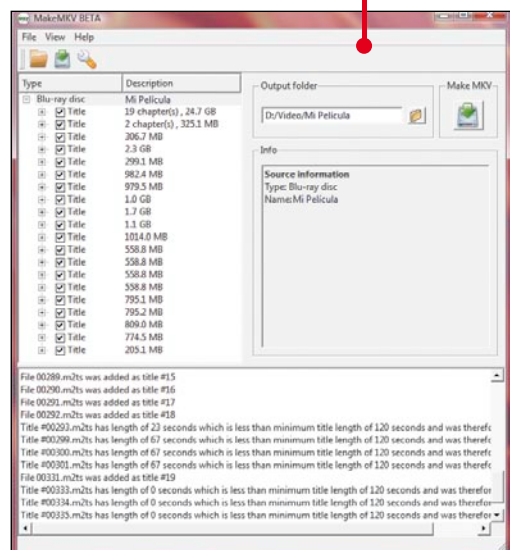 MakeMKV BETA
File View Help
Type Description
Blu-ray disc Mi Película
Title 19 chapter(s) , 24.7 GB
Title 2 chapter(s) , 325.1 MB
Title 306.7 MB
Title 2.3 GB
Title 299.1 MB
Title 982.4 MB
Title 979.5 MB
Title 1.0 GB
Title 1.7 GB
Title 1.1 GB
Title 1014.0 MB
Title 558.8 MB
Title 558.8 MB
Title 558.8 MB
Title 558.8 MB
Title 795.1 MB
Title 795.2 MB
Title 809.0 MB
Title 774.5 MB
Title 205.1 MB
Output folder
D:/Video/Mi Película
Make MKV
Info
Source information
Type: Blu-ray disc
Name: Mi Película
File 00289.m2ts was added as title #15
File 00290.m2ts was added as title #16
File 00291.m2ts was added as title #17
File 00292.m2ts was added as title #18
Title #00293.m2ts has length of 23 seconds which is less than minimum title length of 120 seconds and was therefo
Title #00299.m2ts has length of 67 seconds which is less than minimum title length of 120 seconds and was therefo
Title #00300.m2ts has length of 67 seconds which is less than minimum title length of 120 seconds and was therefo
Title #00301.m2ts has length of 67 seconds which is less than minimum title length of 120 seconds and was therefo
File 00331.m2ts was added as title #19
Title #00333.m2ts has length of 0 seconds which is less than minimum title length of 120 seconds and was therefor
Title #00334.m2ts has length of 0 seconds which is less than minimum title length of 120 seconds and was therefor
Title #00335.m2ts has length of 0 seconds which is less than minimum title length of 120 seconds and was therefor